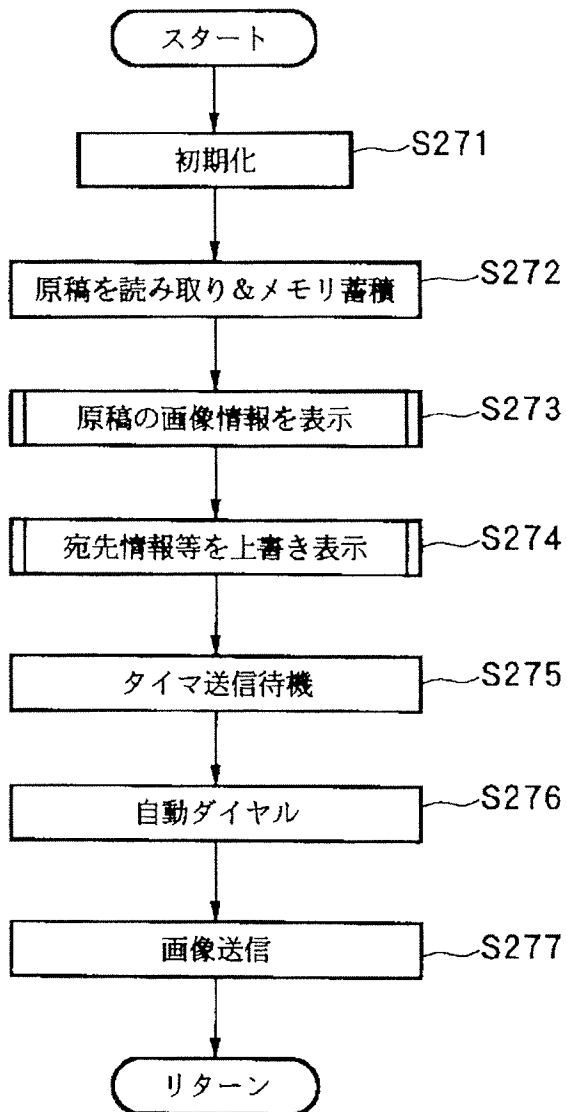 スタート
初期化
S271
原稿を読み取り&メモリ蓄積
S272
原稿の画像情報を表示
S273
宛先情報等を上書き表示
S274
タイマ送信待機
S275
自動ダイヤル
S276
画像送信
S277
リターン